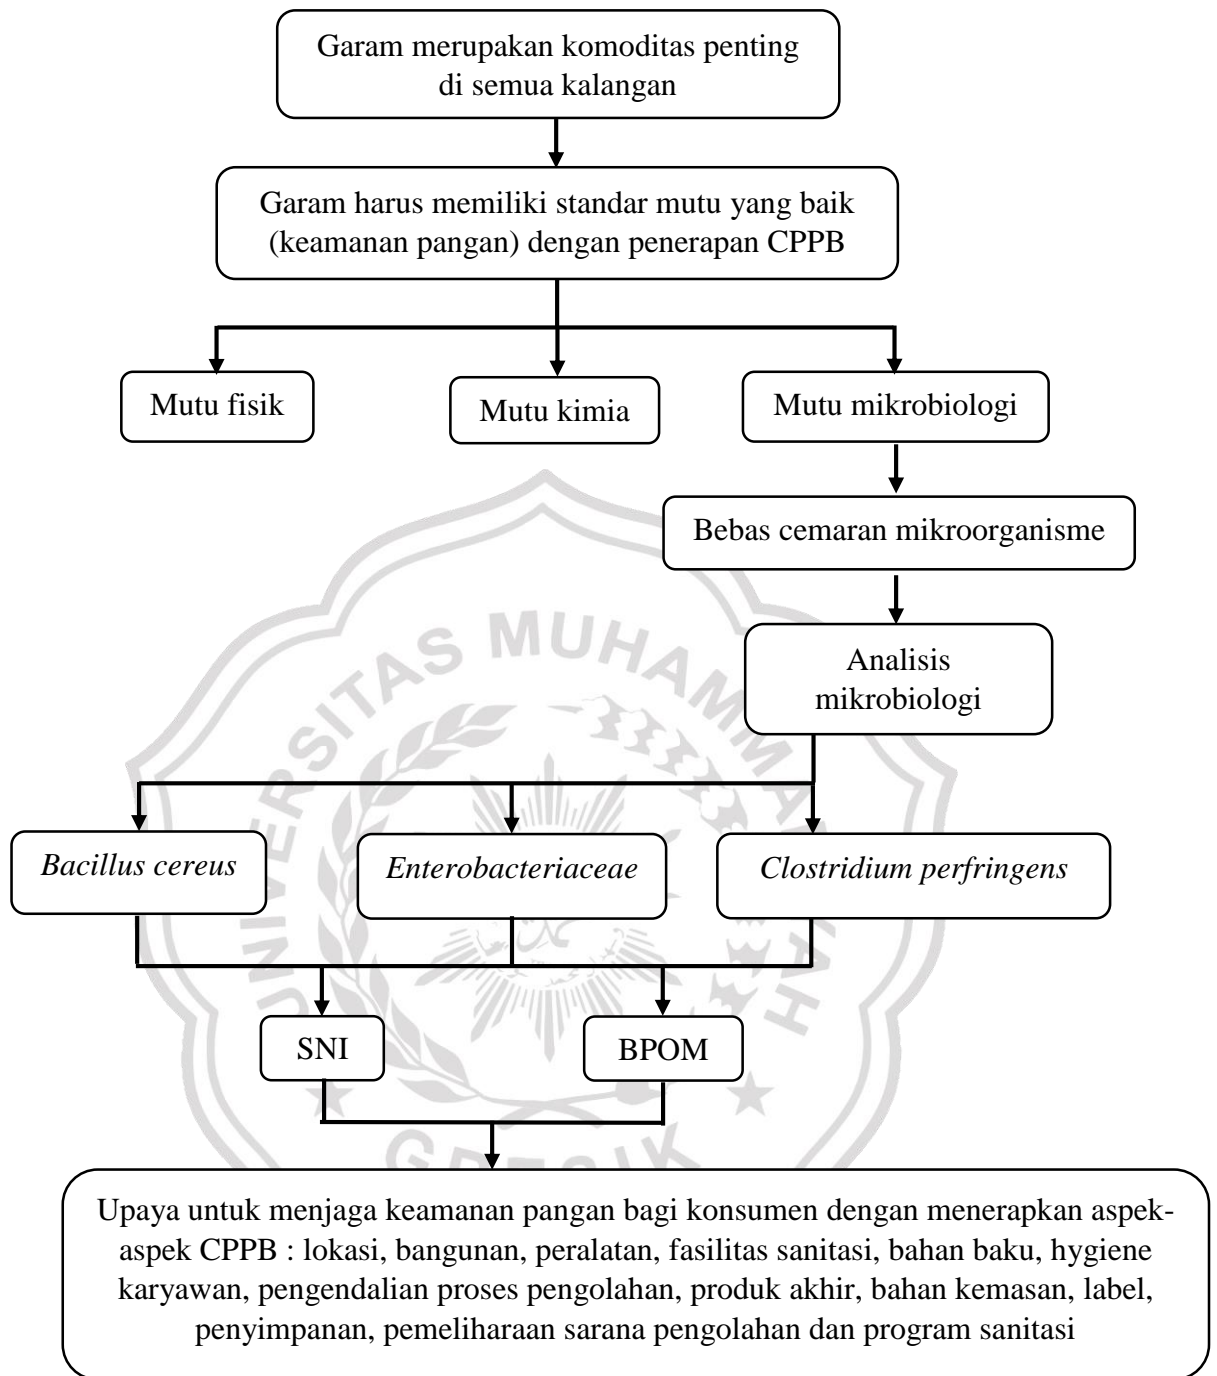 Garam merupakan komoditas penting
di semua kalangan
Garam harus memiliki standar mutu yang baik
(keamanan pangan) dengan penerapan CPPB
Mutu fisik
Mutu kimia
Mutu mikrobiologi
Bebas cemaran mikroorganisme
Analisis
mikrobiologi
Bacillus cereus
Enterobacteriaceae
Clostridium perfringens
SNI
BPOM
Upaya untuk menjaga keamanan pangan bagi konsumen dengan menerapkan aspek-
aspek CPPB : lokasi, bangunan, peralatan, fasilitas sanitasi, bahan baku, hygiene
karyawan, pengendalian proses pengolahan, produk akhir, bahan kemasan, label,
penyimpanan, pemeliharaan sarana pengolahan dan program sanitasi
UNIVERSITAS MUHAMMADIYAH
GRESIK